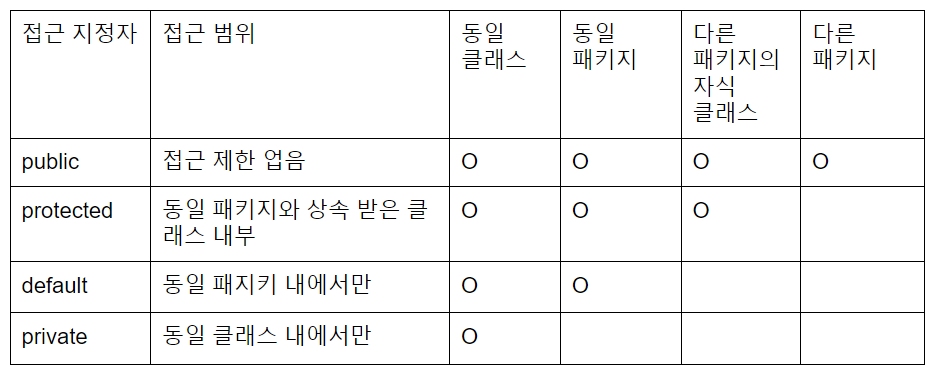 접근 지정자 접근 범위 동일 클래스 동일 패키지 다른 패키지의 자식 클래스 다른 패키지
public 접근 제한 업음 O O O O
protected 동일 패키지와 상속 받은 클래스 내부 O O O
default 동일 패지키 내에서만 O O
private 동일 클래스 내에서만 O